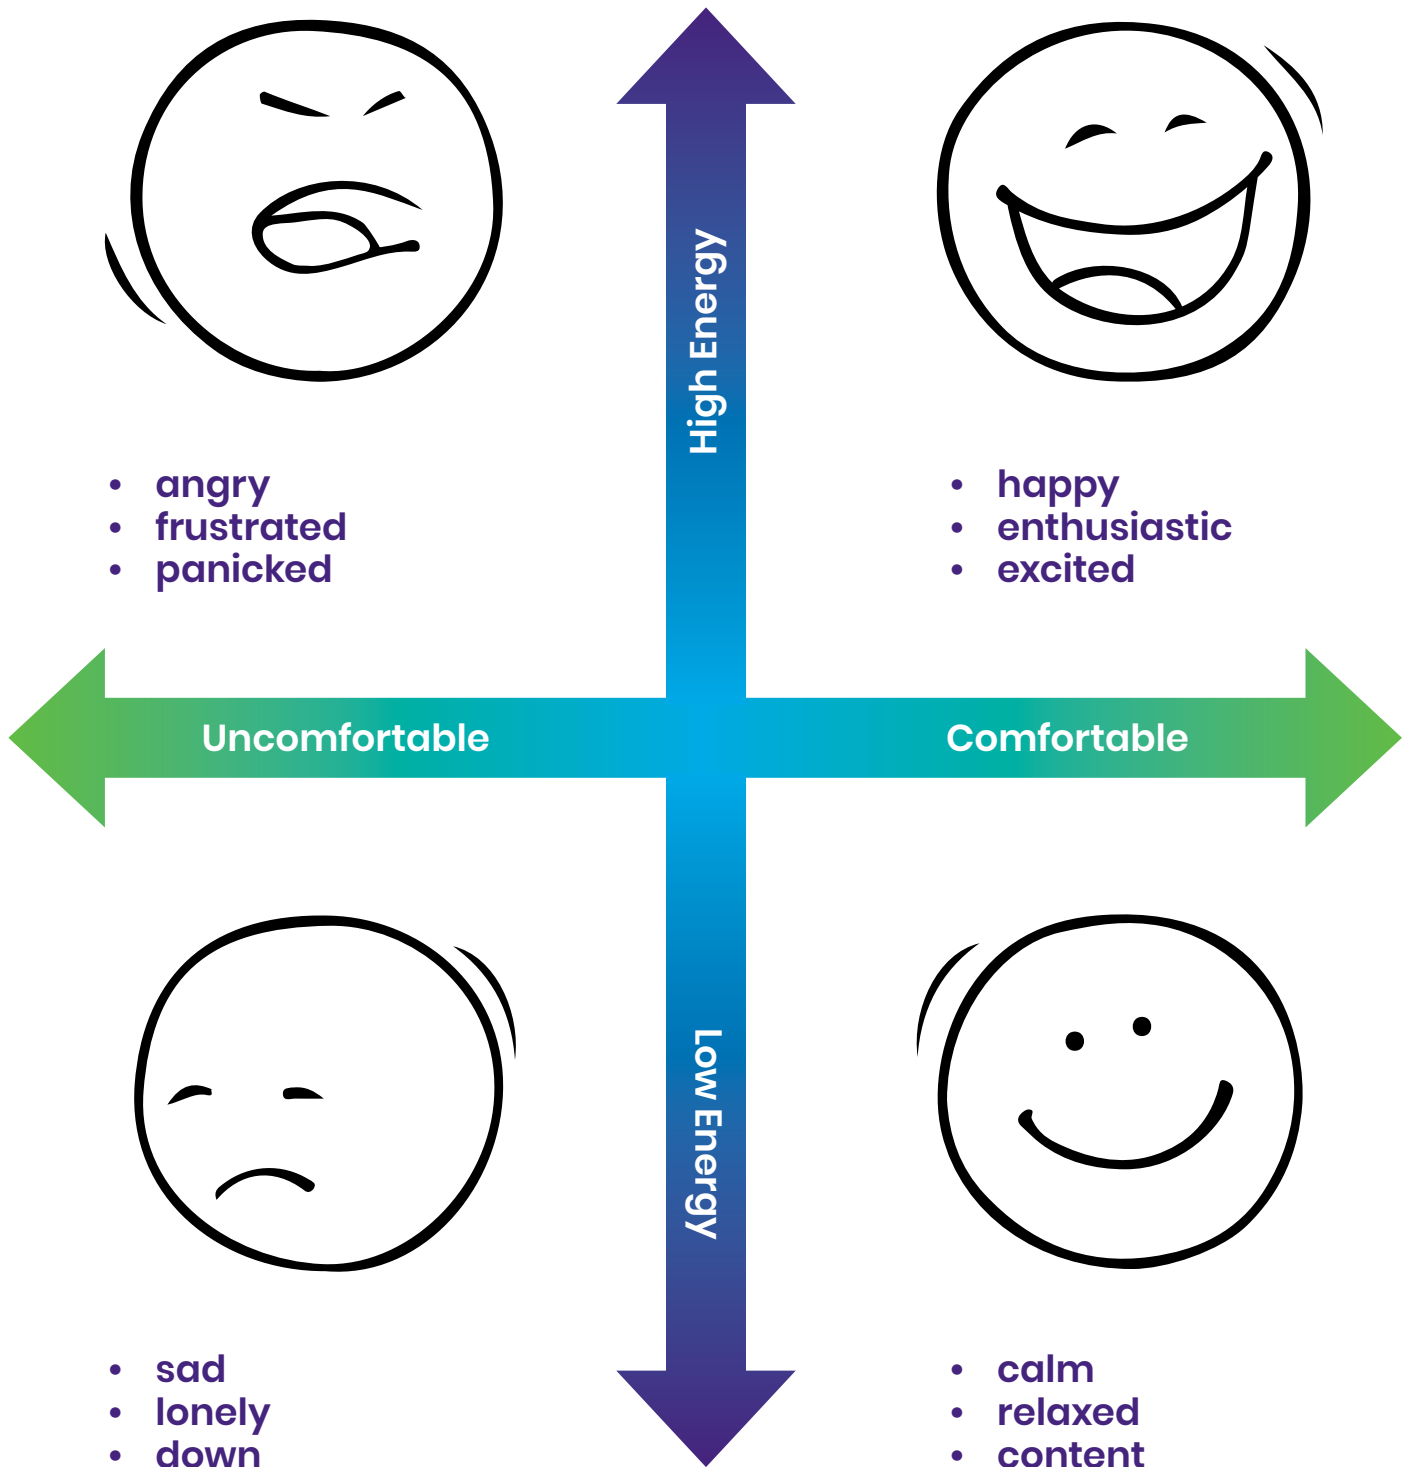 High Energy
• angry
• frustrated
• panicked
• happy
• enthusiastic
• excited
Uncomfortable
Comfortable
Low Energy
• sad
• lonely
• down
• calm
• relaxed
• content